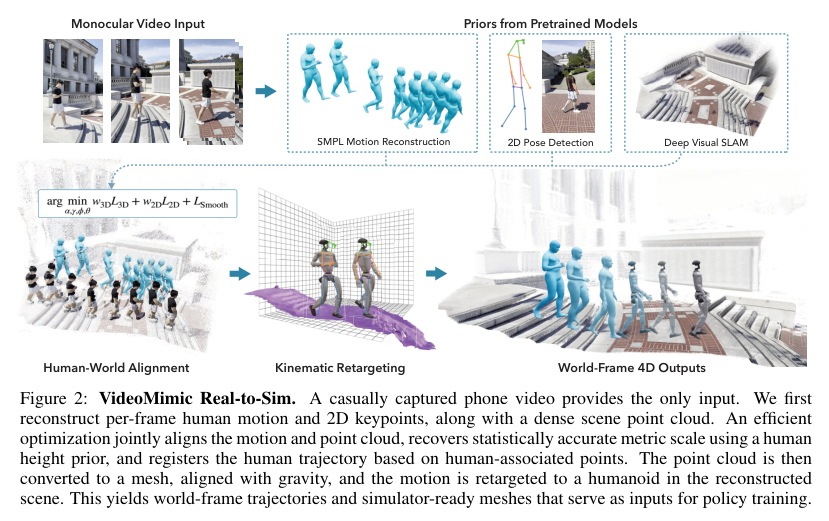 Monocular Video Input
Priors from Pretrained Models
SMPL Motion Reconstruction
2D Pose Detection
Deep Visual SLAM
arg min w3DL3D + w2DL2D + LSmooth
α,γ,ϕ,θ
Human-World Alignment
Kinematic Retargeting
World-Frame 4D Outputs
Figure 2: VideoMimic Real-to-Sim. A casually captured phone video provides the only input. We first
reconstruct per-frame human motion and 2D keypoints, along with a dense scene point cloud. An efficient
optimization jointly aligns the motion and point cloud, recovers statistically accurate metric scale using a human
height prior, and registers the human trajectory based on human-associated points. The point cloud is then
converted to a mesh, aligned with gravity, and the motion is retargeted to a humanoid in the reconstructed
scene. This yields world-frame trajectories and simulator-ready meshes that serve as inputs for policy training.